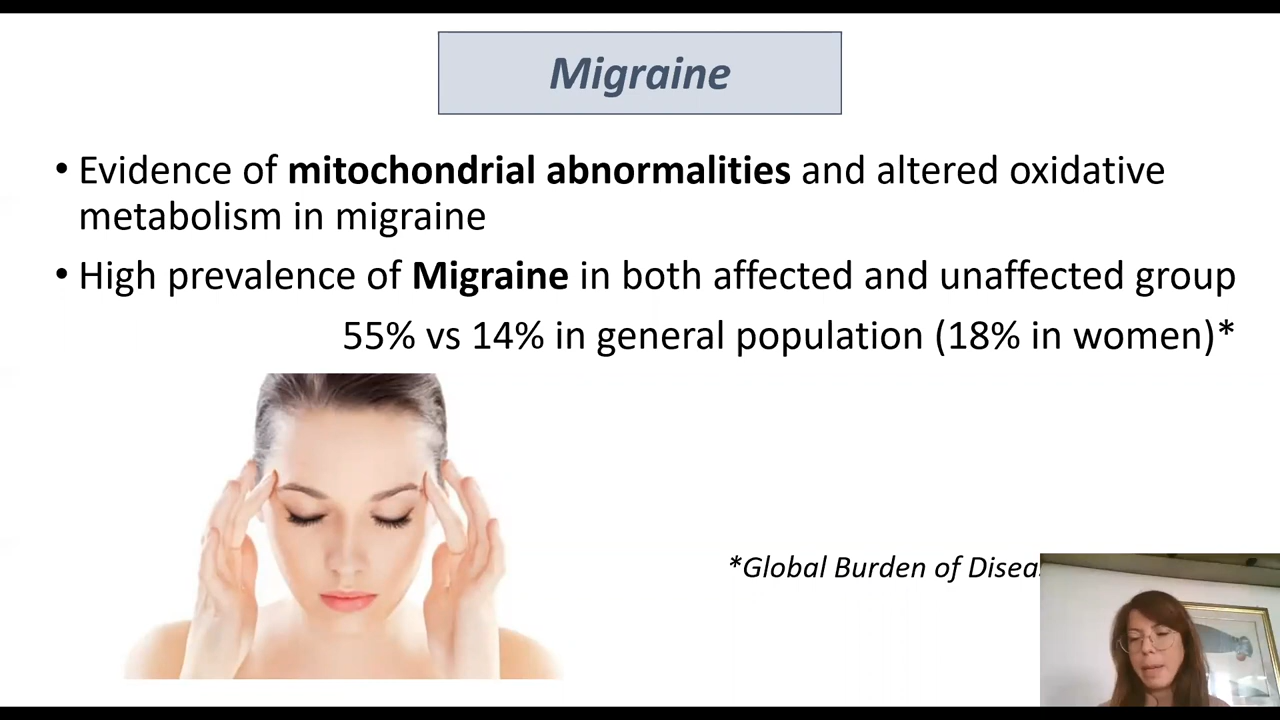 Migraine
• Evidence of mitochondrial abnormalities and altered oxidative
metabolism in migraine
• High prevalence of Migraine in both affected and unaffected group
55% vs 14% in general population (18% in women)*
*Global Burden of